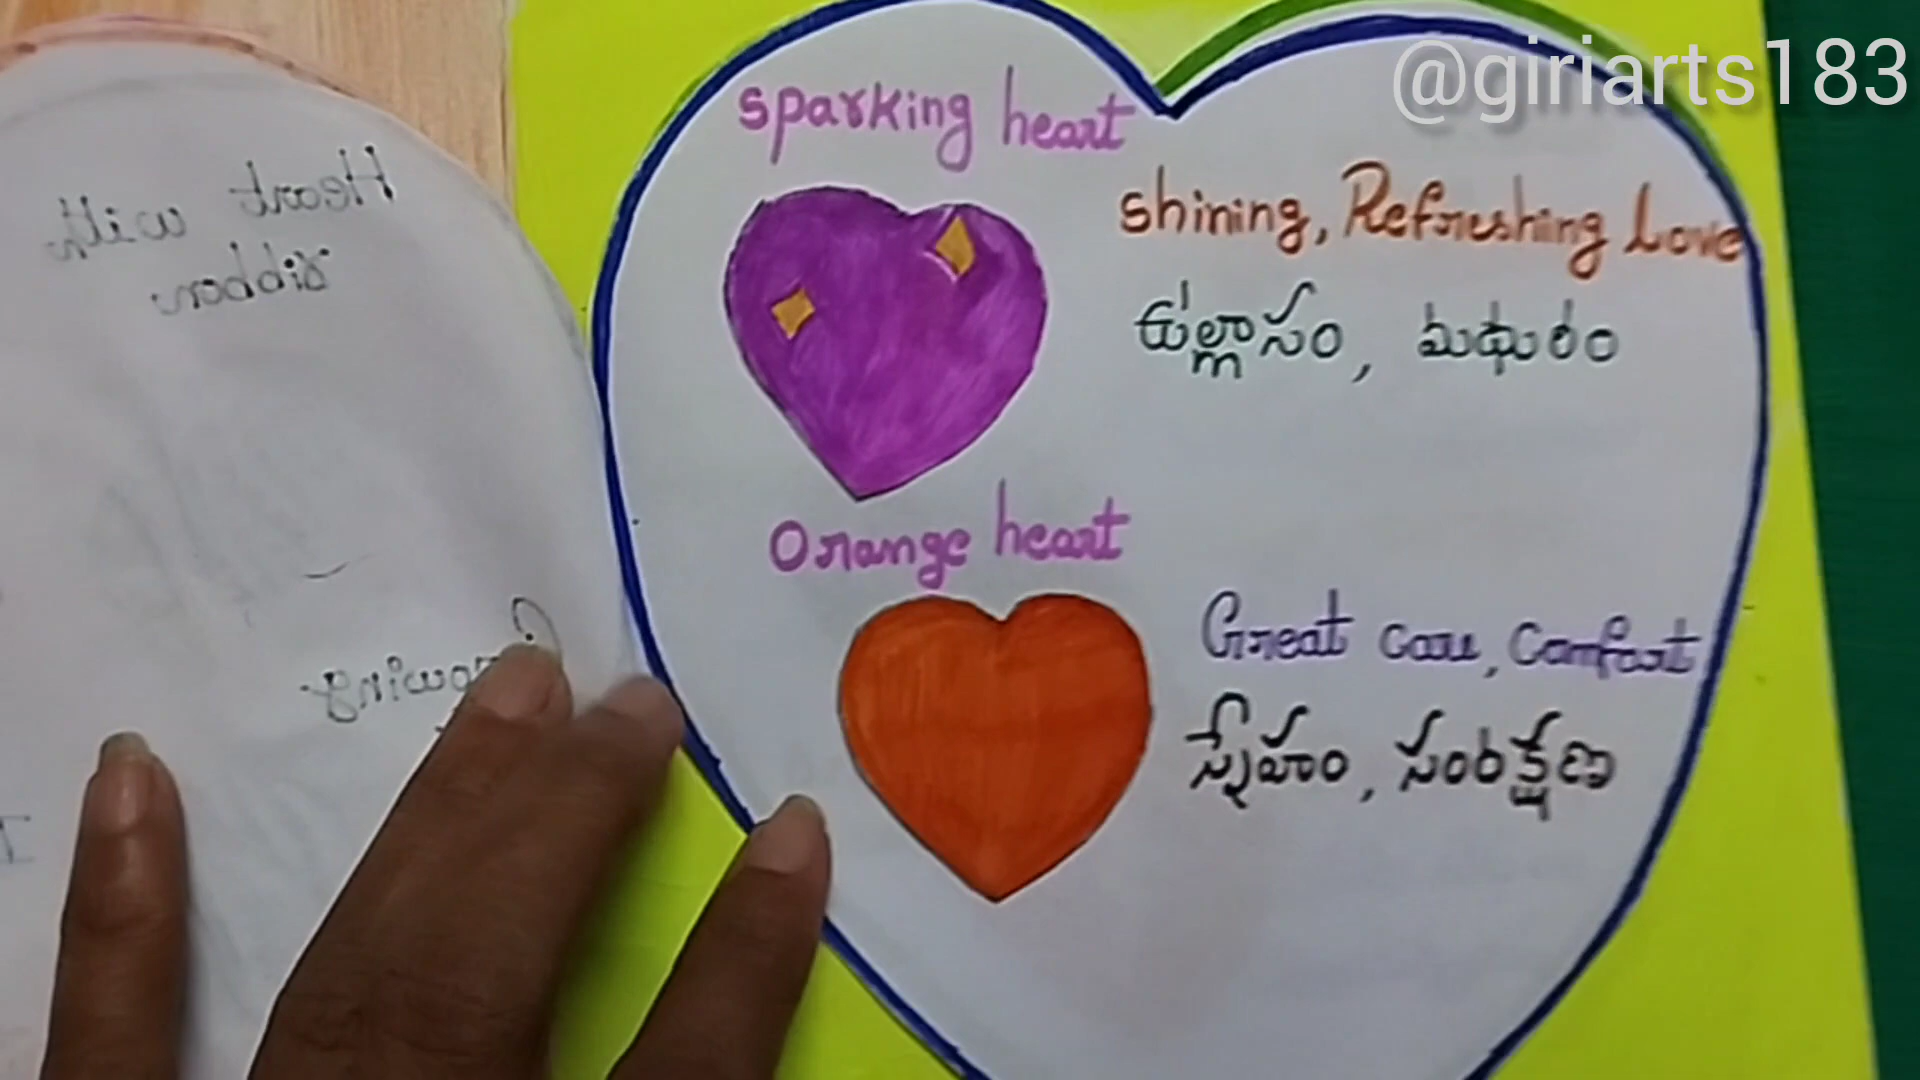 @giriarts183
sparking heart
shining, Refreshing Love
ఉల్లాసం, మధురం
Orange heart
Great care, Comfort
స్నేహం, సంరక్షణ
Heart with
Ribbon